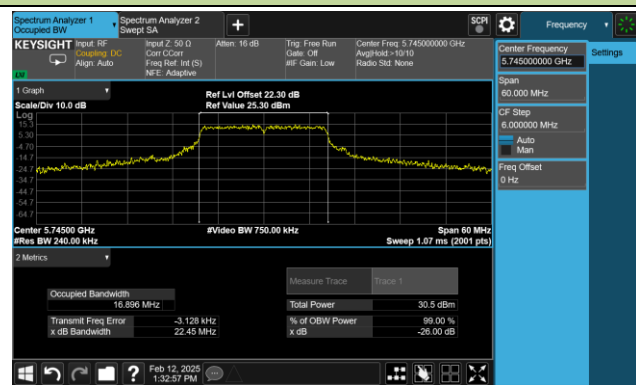 Spectrum Analyzer 1
Occupied BW
Spectrum Analyzer 2
Swept SA
SCPI
Frequency
KEYSIGHT
Input: RF
Coupling: DC
Align: Auto
Input Z: 50 Ω
Corr CCorr
Freq Ref: Int (S)
NFE: Adaptive
Atten: 16 dB
Trig: Free Run
Gate: Off
#IF Gain: Low
Center Freq: 5.745000000 GHz
Avg|Hold:>10/10
Radio Std: None
LW
Center Frequency
5.745000000 GHz
Settings
Span
60.000 MHz
CF Step
6.000000 MHz
Auto
Man
Freq Offset
0 Hz
1 Graph
Scale/Div 10.0 dB
Ref Lvl Offset 22.30 dB
Ref Value 25.30 dBm
Log
15.3
5.30
-4.70
-14.7
-24.7
-34.7
-44.7
-54.7
-64.7
Center 5.74500 GHz
#Res BW 240.00 kHz
#Video BW 750.00 kHz
Span 60 MHz
Sweep 1.07 ms (2001 pts)
2 Metrics
Measure Trace Trace 1
Occupied Bandwidth
16.896 MHz
Total Power 30.5 dBm
Transmit Freq Error -3.128 kHz
% of OBW Power 99.00 %
x dB Bandwidth 22.45 MHz
x dB -26.00 dB
Feb 12, 2025
1:32:57 PM